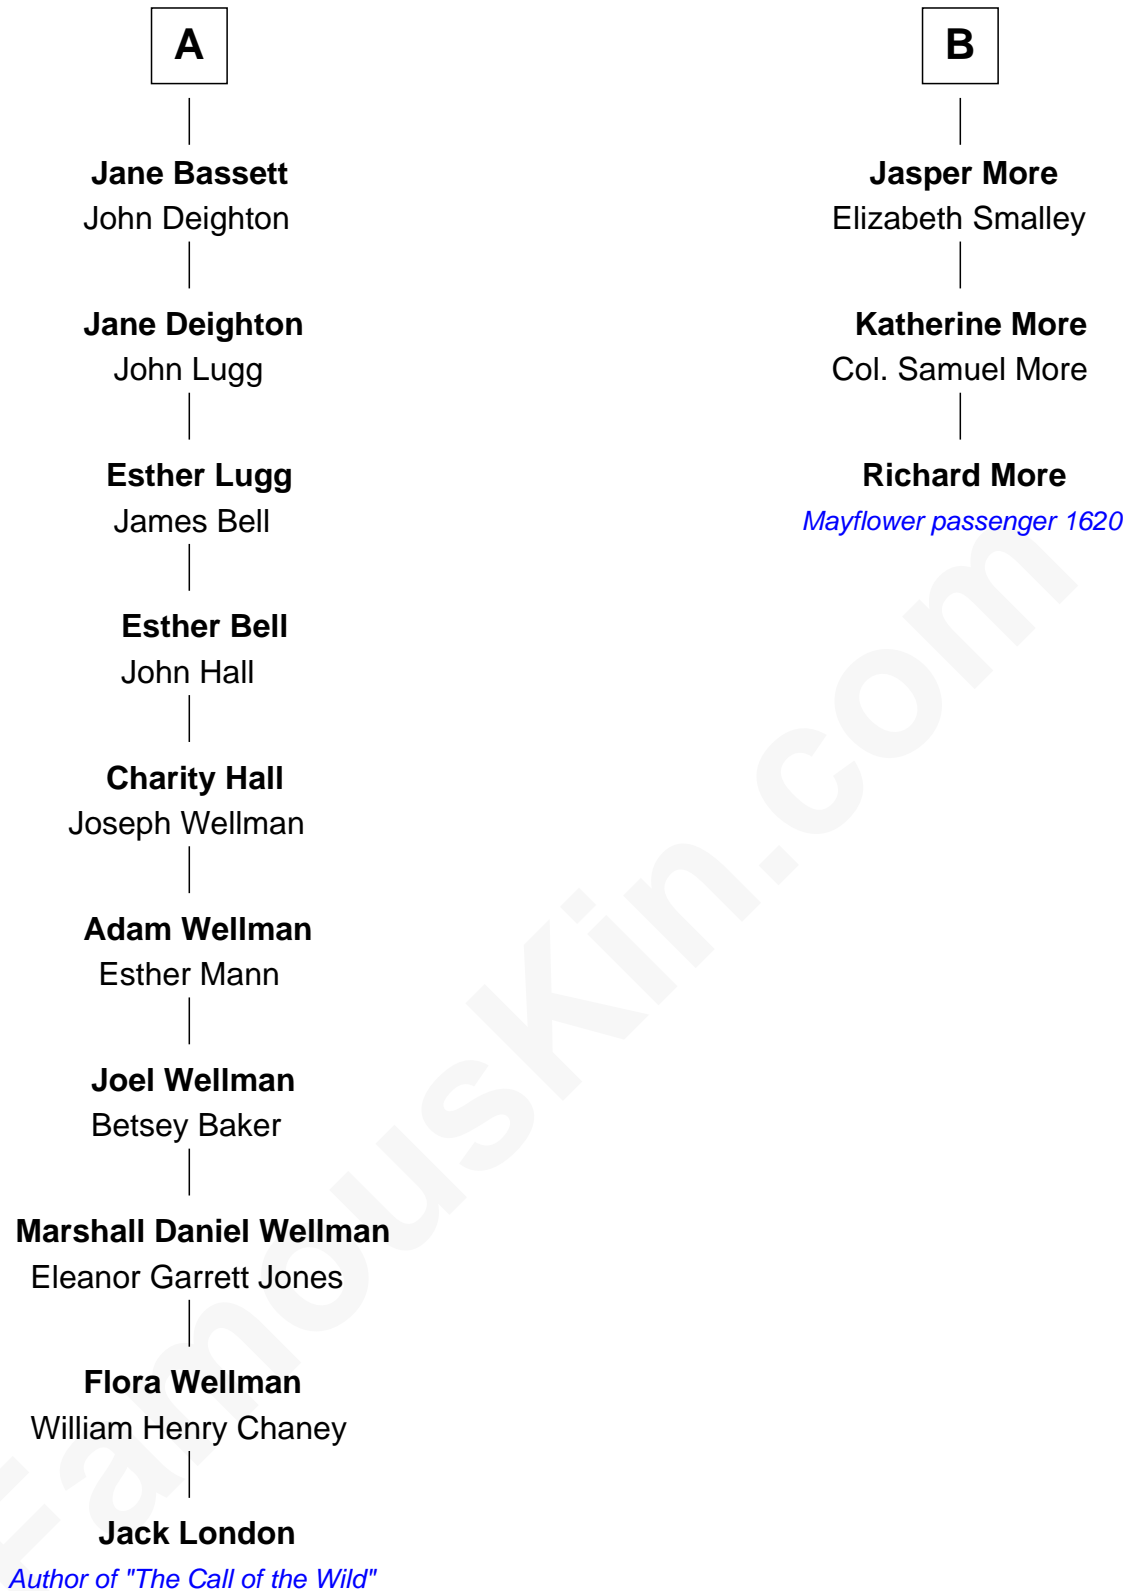 A
Jane Bassett
John Deighton
Jane Deighton
John Lugg
Esther Lugg
James Bell
Esther Bell
John Hall
Charity Hall
Joseph Wellman
Adam Wellman
Esther Mann
Joel Wellman
Betsey Baker
Marshall Daniel Wellman
Eleanor Garrett Jones
Flora Wellman
William Henry Chaney
Jack London
Author of "The Call of the Wild"
B
Jasper More
Elizabeth Smalley
Katherine More
Col. Samuel More
Richard More
Mayflower passenger 1620
FamousKin.com